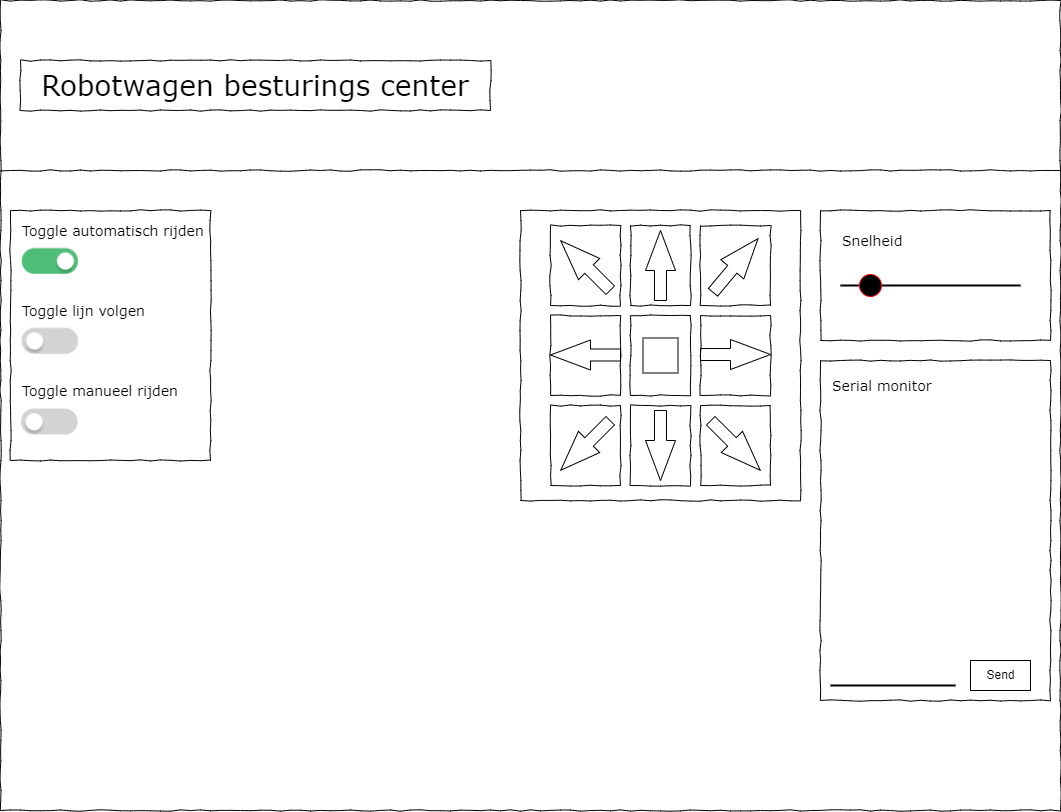 Robotwagen besturings center
Toggle automatisch rijden
Toggle lijn volgen
Toggle manueel rijden
Snelheid
Serial monitor
Send